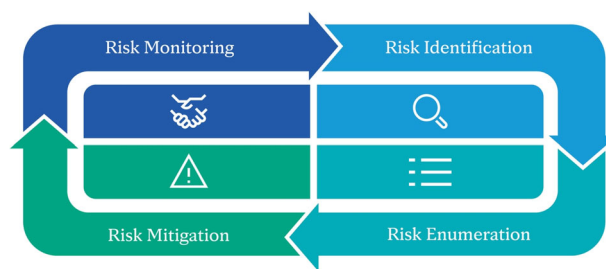 Risk Monitoring
Risk Identification
Risk Mitigation
Risk Enumeration